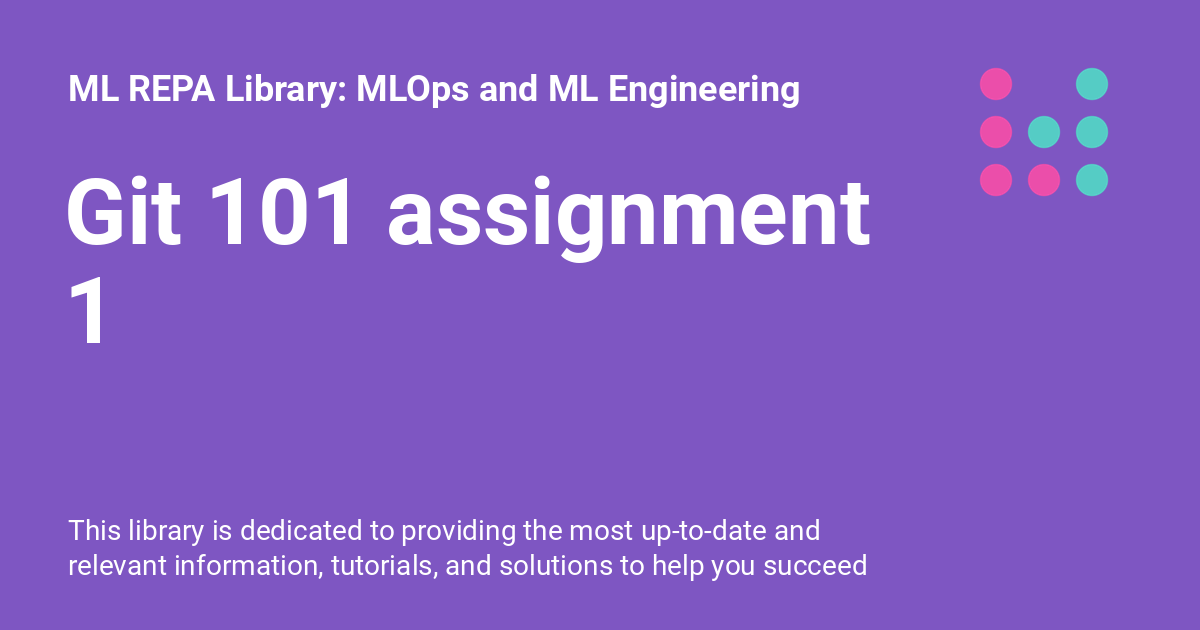 ML REPA Library: MLOps and ML Engineering
Git 101 assignment
1
This library is dedicated to providing the most up-to-date and
relevant information, tutorials, and solutions to help you succeed